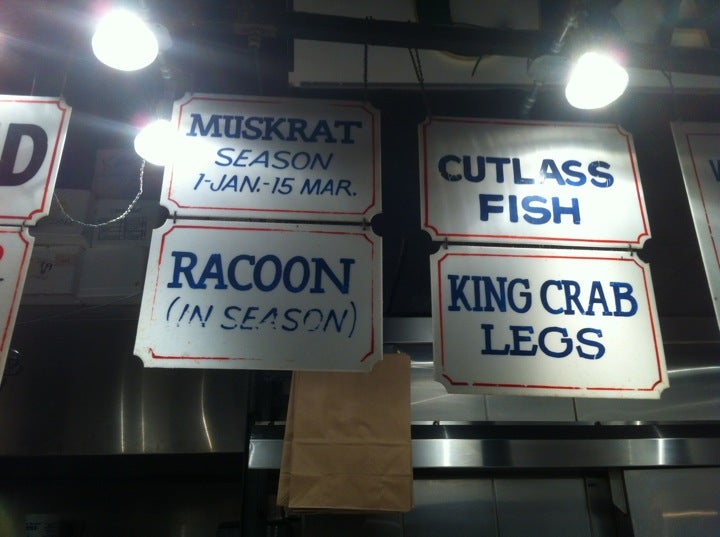 MUSKRAT
SEASON
1-JAN.-15 MAR.
RACOON
(IN SEASON)
CUTLASS
FISH
KING CRAB
LEGS
D